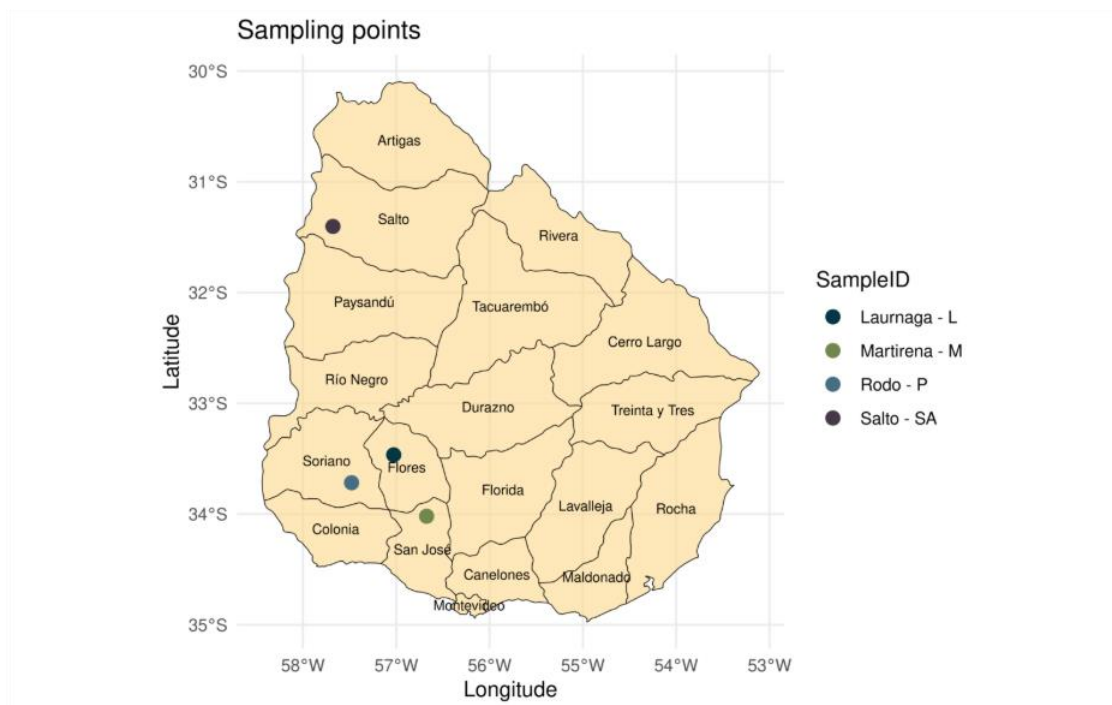 Sampling points
30°S
31°S
32°S
33°S
34°S
35°S
Latitude
Artigas
Salto
Rivera
Paysandú
Tacuarembó
Cerro Largo
Río Negro
Durazno
Treinta y Tres
Soriano
Flores
Florida
Lavalleja
Rocha
Colonia
San José
Canelones
Maldonado
Montevideo
58°W 57°W 56°W 55°W 54°W 53°W
Longitude
SampleID
Laurnaga - L
Martirena - M
Rodo - P
Salto - SA